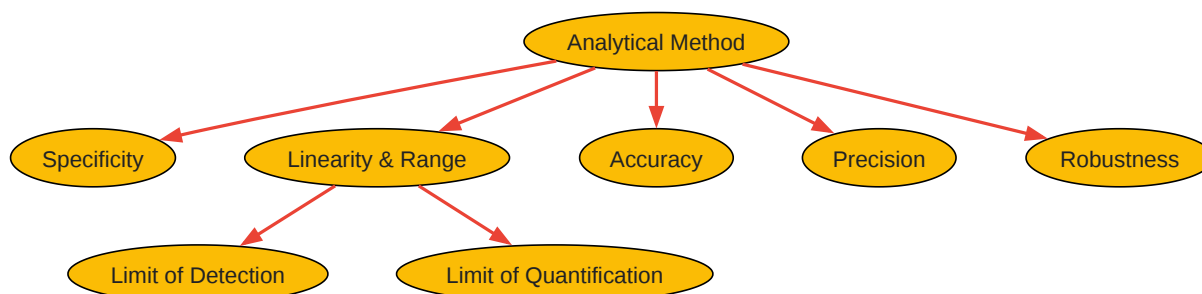 Analytical Method
Specificity
Linearity & Range
Accuracy
Precision
Robustness
Limit of Detection
Limit of Quantification